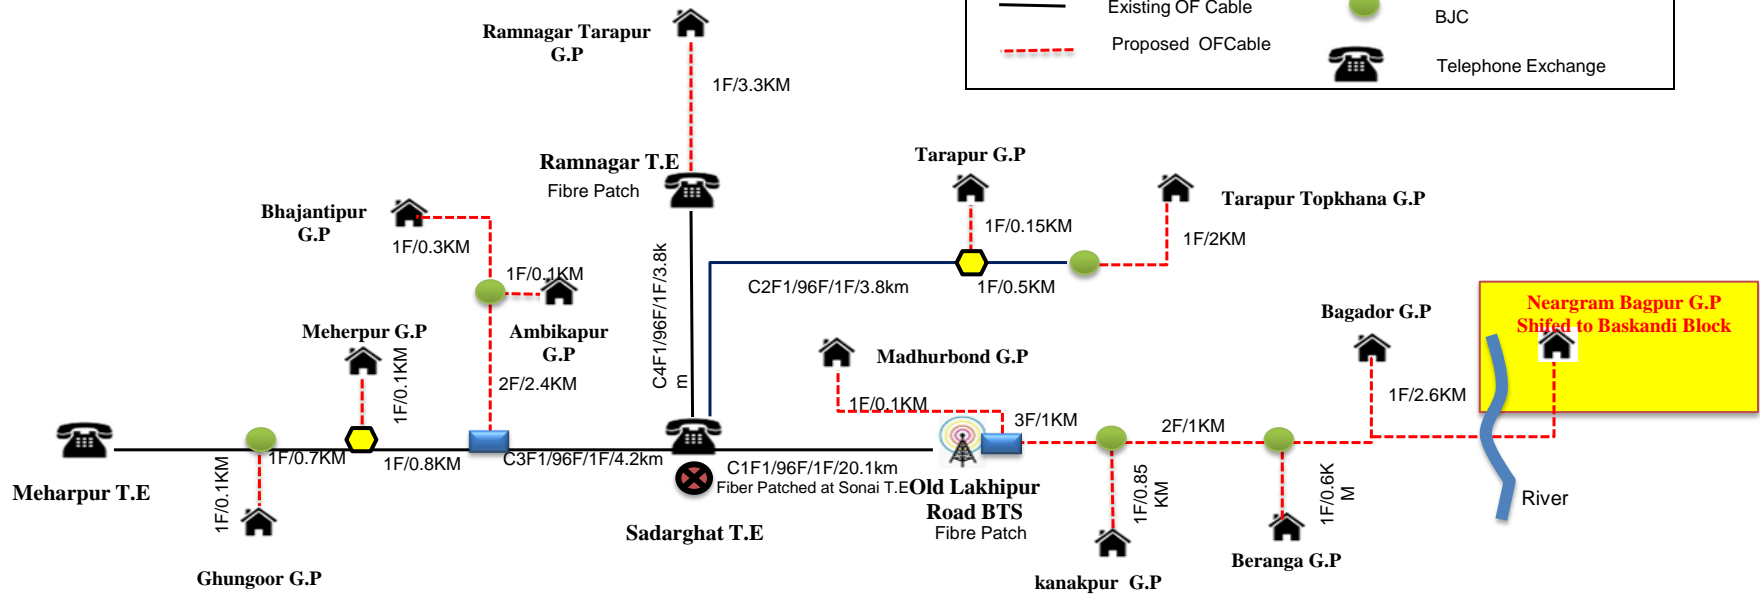 Existing OF Cable
BJC
Proposed OFCable
Telephone Exchange
Ramnagar Tarapur
G.P
1F/3.3KM
Ramnagar T.E
Fibre Patch
Tarapur G.P
Tarapur Topkhana G.P
1F/0.15KM
1F/2KM
Bhajantipur
G.P
1F/0.3KM
1F/0.1KM
C4F1/96F/1F/3.8k
m
C2F1/96F/1F/3.8km
1F/0.5KM
Neargram Bagpur G.P
Shifed to Baskandi Block
Bagador G.P
Meherpur G.P
Ambikapur
G.P
Madhurbond G.P
1F/0.1KM
2F/2.4KM
1F/0.1KM
1F/2.6KM
3F/1KM
2F/1KM
1F/0.7KM
1F/0.8KM
C3F1/96F/1F/4.2km
C1F1/96F/1F/20.1km
Fiber Patched at Sonai T.E
Meharpur T.E
1F/0.1KM
Old Lakhipur
Road BTS
Fibre Patch
1F/0.85
KM
1F/0.6K
M
River
Sadarghat T.E
Ghungoor G.P
kanakpur G.P
Beranga G.P